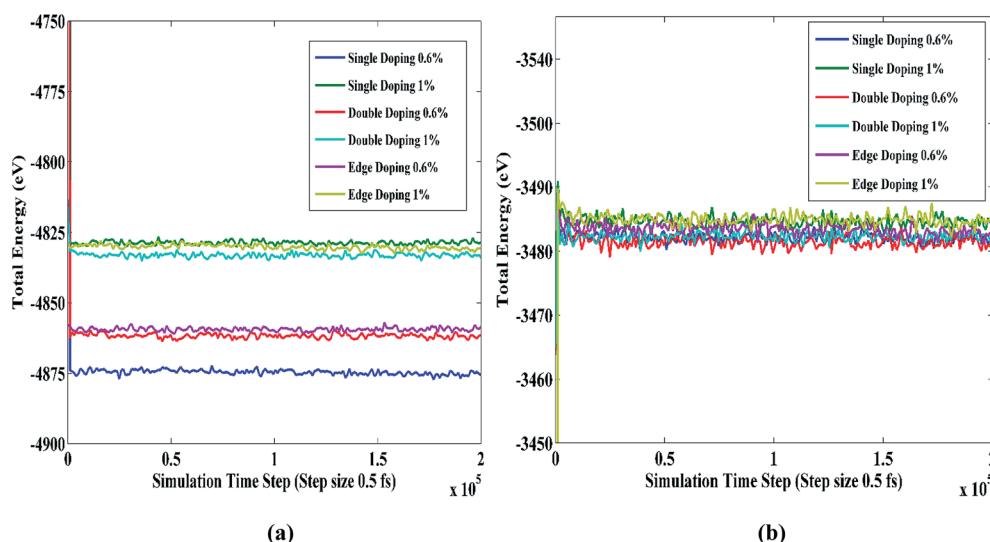 -4750
-4775
-4800
-4825
-4850
-4875
-4900
Total Energy (eV)
Single Doping 0.6%
Single Doping 1%
Double Doping 0.6%
Double Doping 1%
Edge Doping 0.6%
Edge Doping 1%
0 0.5 1 1.5 2
Simulation Time Step (Step size 0.5 fs)
x 10^5
(a)
-3540
-3500
-3490
-3480
-3470
-3460
-3450
Total Energy (eV)
Single Doping 0.6%
Single Doping 1%
Double Doping 0.6%
Double Doping 1%
Edge Doping 0.6%
Edge Doping 1%
0 0.5 1 1.5 2
Simulation Time Step (Step size 0.5 fs)
x 10
(b)